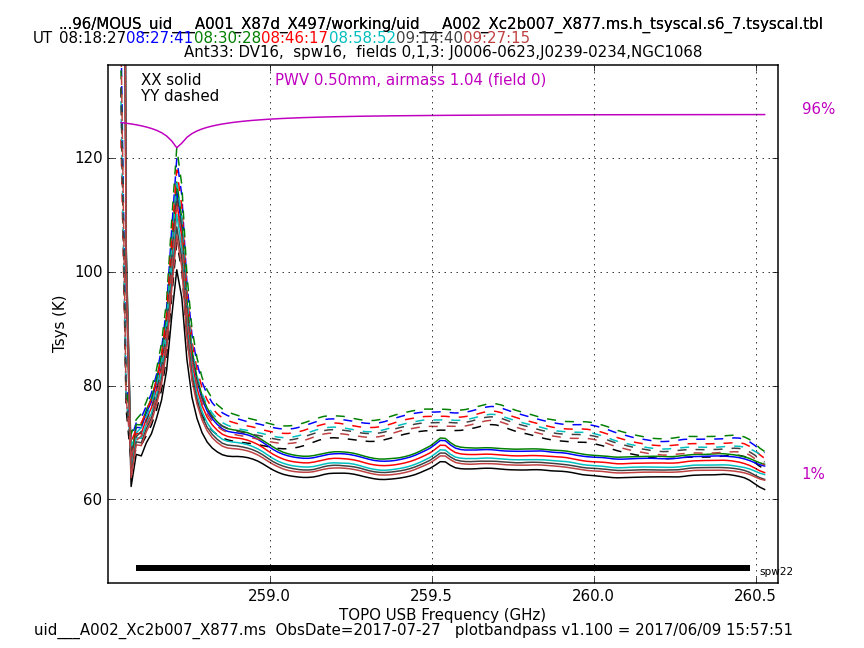 ...96/MOUS_uid___A001_X87d_X497/working/uid___A002_Xc2b007_X877.ms.h_tsyscal.s6_7.tsyscal.tbl
UT 08:18:27 08:27:41 08:30:28 08:46:17 08:58:52 09:14:40 09:27:15
Ant33: DV16, spw16, fields 0,1,3: J0006-0623,J0239-0234,NGC1068
XX solid
PWV 0.50mm, airmass 1.04 (field 0)
YY dashed
96%
120
100
80
60
1%
Tsys (K)
spw22
259.0 259.5 260.0 260.5
TOPO USB Frequency (GHz)
uid___A002_Xc2b007_X877.ms ObsDate=2017-07-27 plotbandpass v1.100 = 2017/06/09 15:57:51